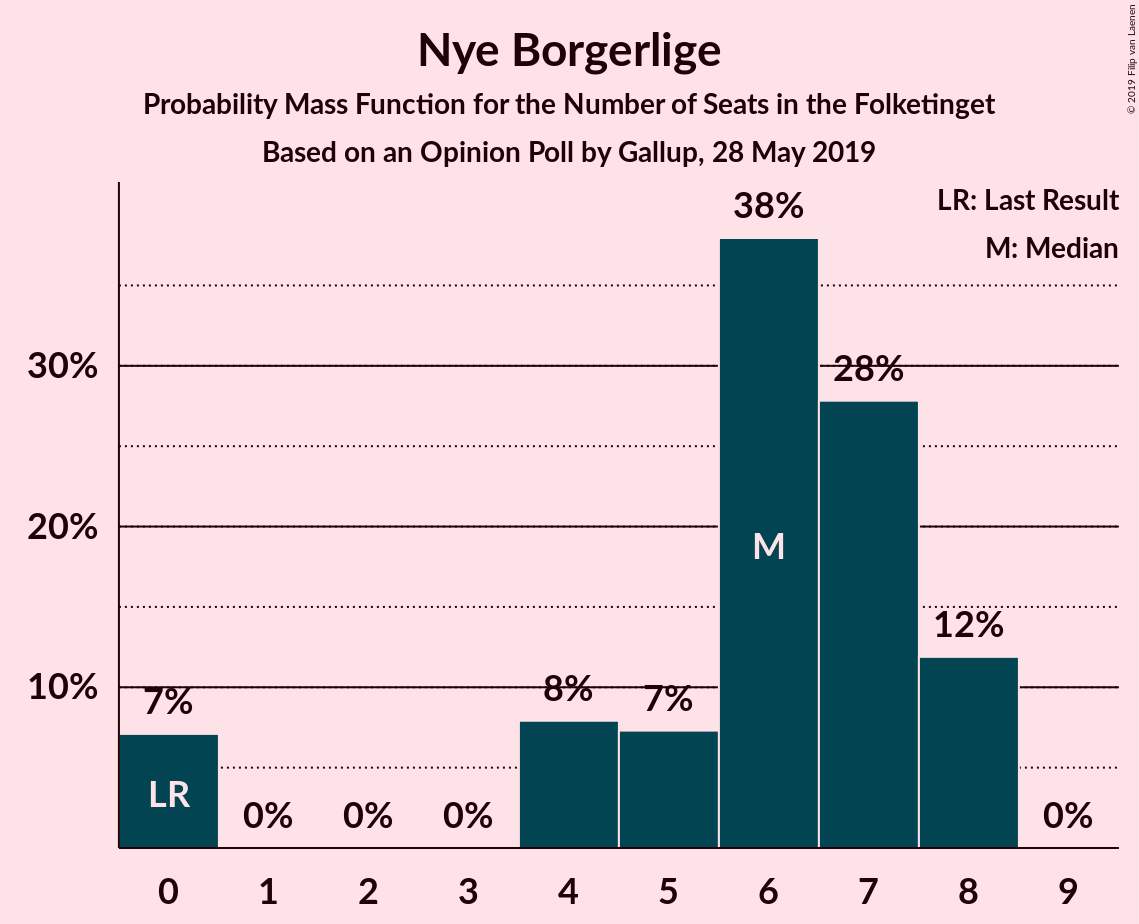 Nye Borgerlige
Probability Mass Function for the Number of Seats in the Folketinget
Based on an Opinion Poll by Gallup, 28 May 2019
© 2019 Filip van Laenen
LR: Last Result
M: Median
38%
30%
28%
20%
M
12%
10%
7%
8%
7%
LR
0%
0%
0%
0%
0 1 2 3 4 5 6 7 8 9